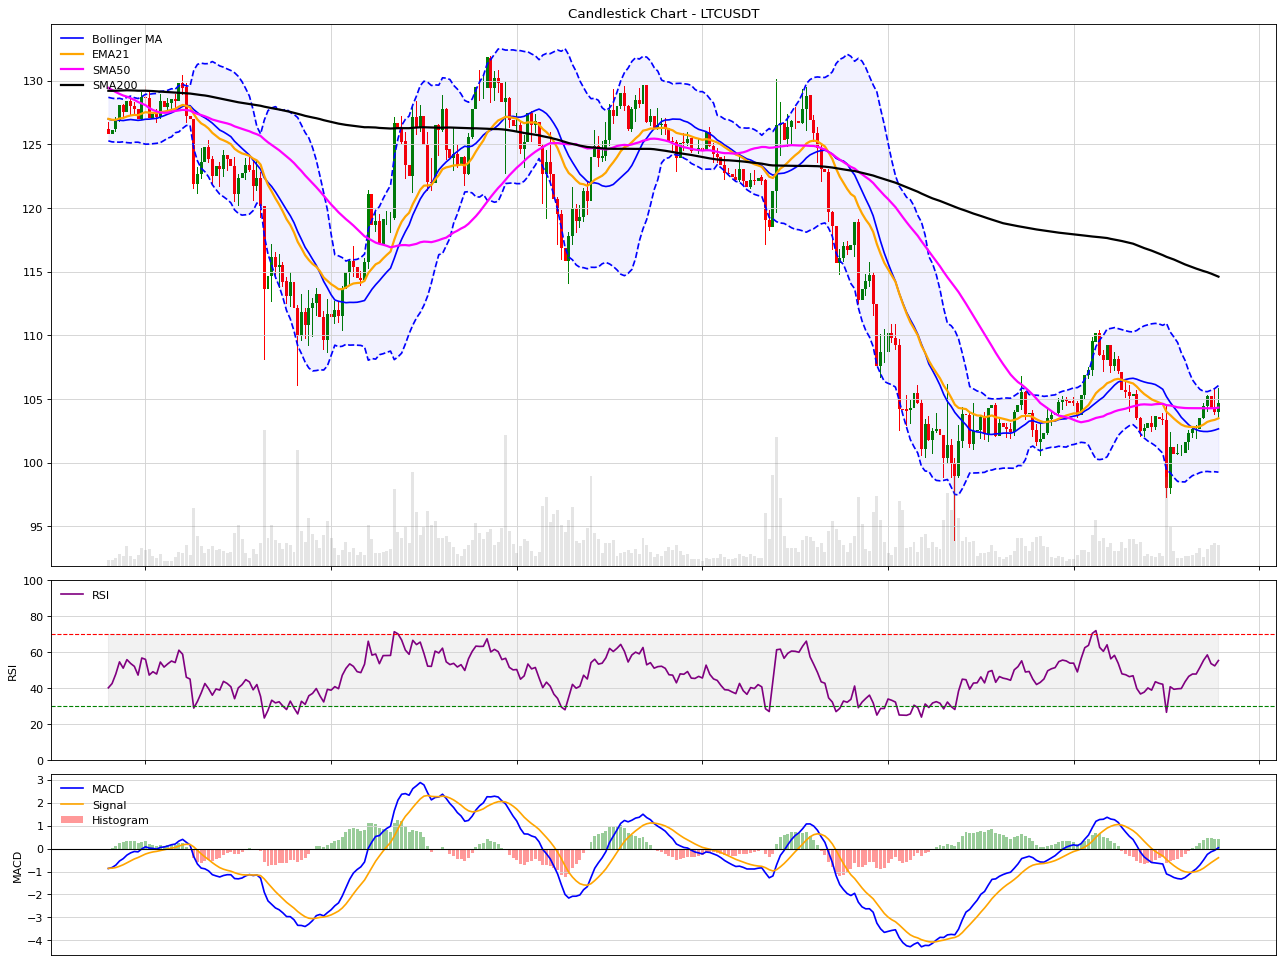 Candlestick Chart - LTCUSDT
Bollinger MA
EMA21
SMA50
SMA200
130
125
120
115
110
105
100
95
RSI
100
80
60
40
20
0
RSI
MACD
Signal
Histogram
3
2
1
0
−1
−2
−3
−4
MACD